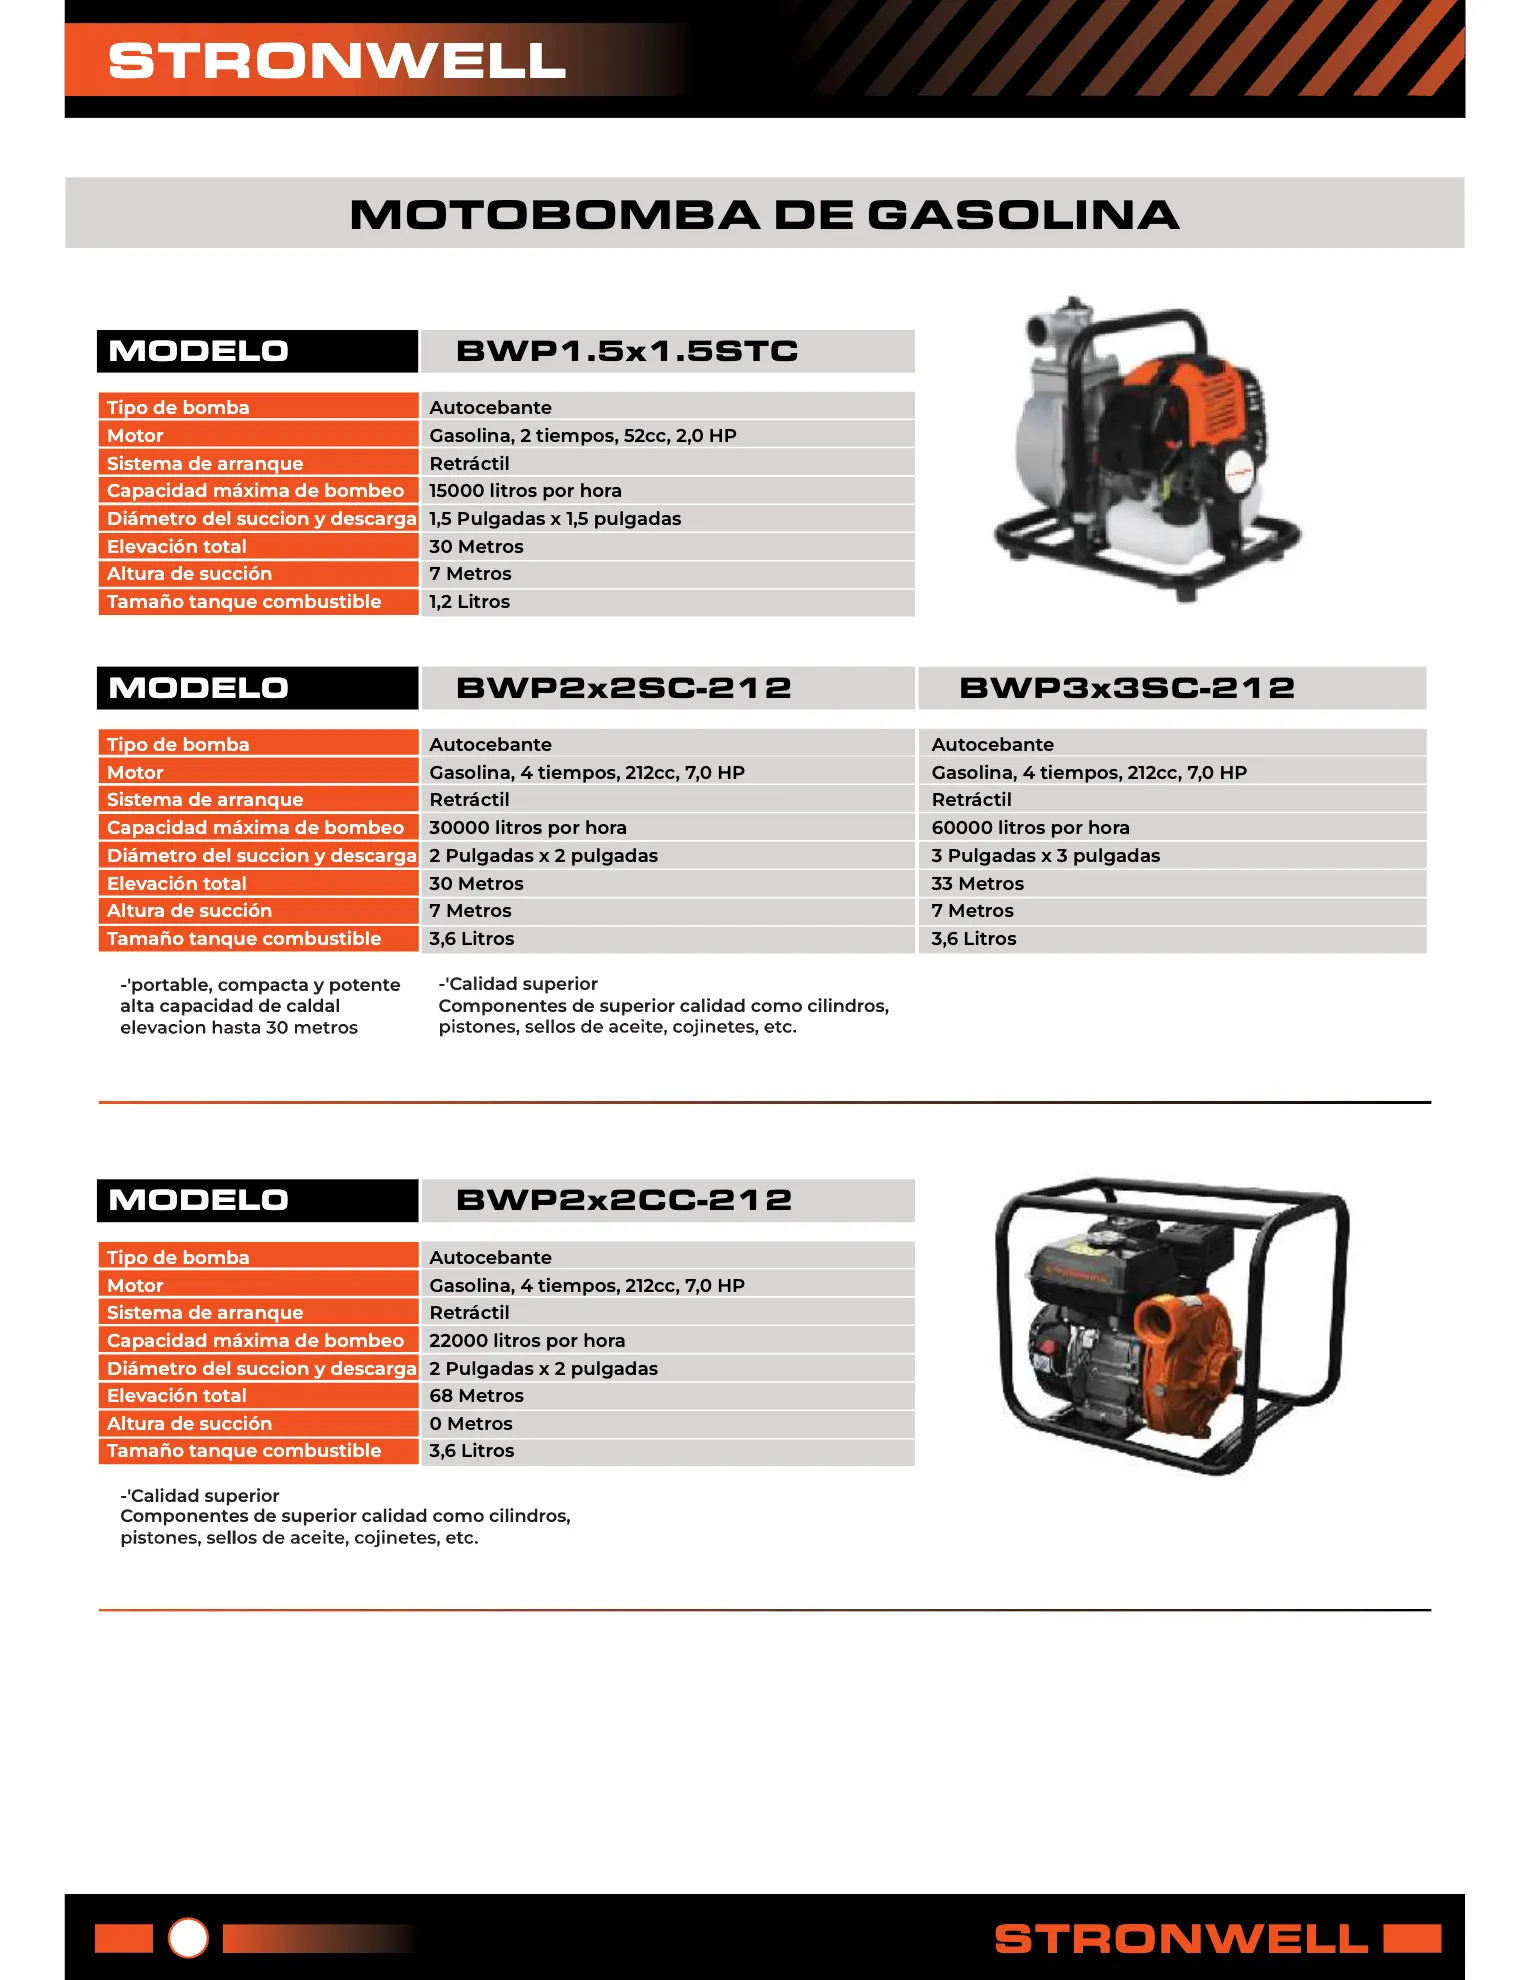 STRONWELL
MOTOBOMBA DE GASOLINA
MODELO BWP1.5x1.5STC
Tipo de bomba Autocebante
Motor Gasolina, 2 tiempos, 52cc, 2,0 HP
Sistema de arranque Retráctil
Capacidad máxima de bombeo 15000 litros por hora
Diámetro del succion y descarga 1,5 Pulgadas x 1,5 pulgadas
Elevación total 30 Metros
Altura de succión 7 Metros
Tamaño tanque combustible 1,2 Litros
MODELO BWP2x2SC-212 BWP3x3SC-212
Tipo de bomba Autocebante Autocebante
Motor Gasolina, 4 tiempos, 212cc, 7,0 HP Gasolina, 4 tiempos, 212cc, 7,0 HP
Sistema de arranque Retráctil Retráctil
Capacidad máxima de bombeo 30000 litros por hora 60000 litros por hora
Diámetro del succion y descarga 2 Pulgadas x 2 pulgadas 3 Pulgadas x 3 pulgadas
Elevación total 30 Metros 33 Metros
Altura de succión 7 Metros 7 Metros
Tamaño tanque combustible 3,6 Litros 3,6 Litros
-'portable, compacta y potente
alta capacidad de caldal
elevacion hasta 30 metros
-'Calidad superior
Componentes de superior calidad como cilindros,
pistones, sellos de aceite, cojinetes, etc.
MODELO BWP2x2CC-212
Tipo de bomba Autocebante
Motor Gasolina, 4 tiempos, 212cc, 7,0 HP
Sistema de arranque Retráctil
Capacidad máxima de bombeo 22000 litros por hora
Diámetro del succion y descarga 2 Pulgadas x 2 pulgadas
Elevación total 68 Metros
Altura de succión 0 Metros
Tamaño tanque combustible 3,6 Litros
-'Calidad superior
Componentes de superior calidad como cilindros,
pistones, sellos de aceite, cojinetes, etc.
STRONWELL